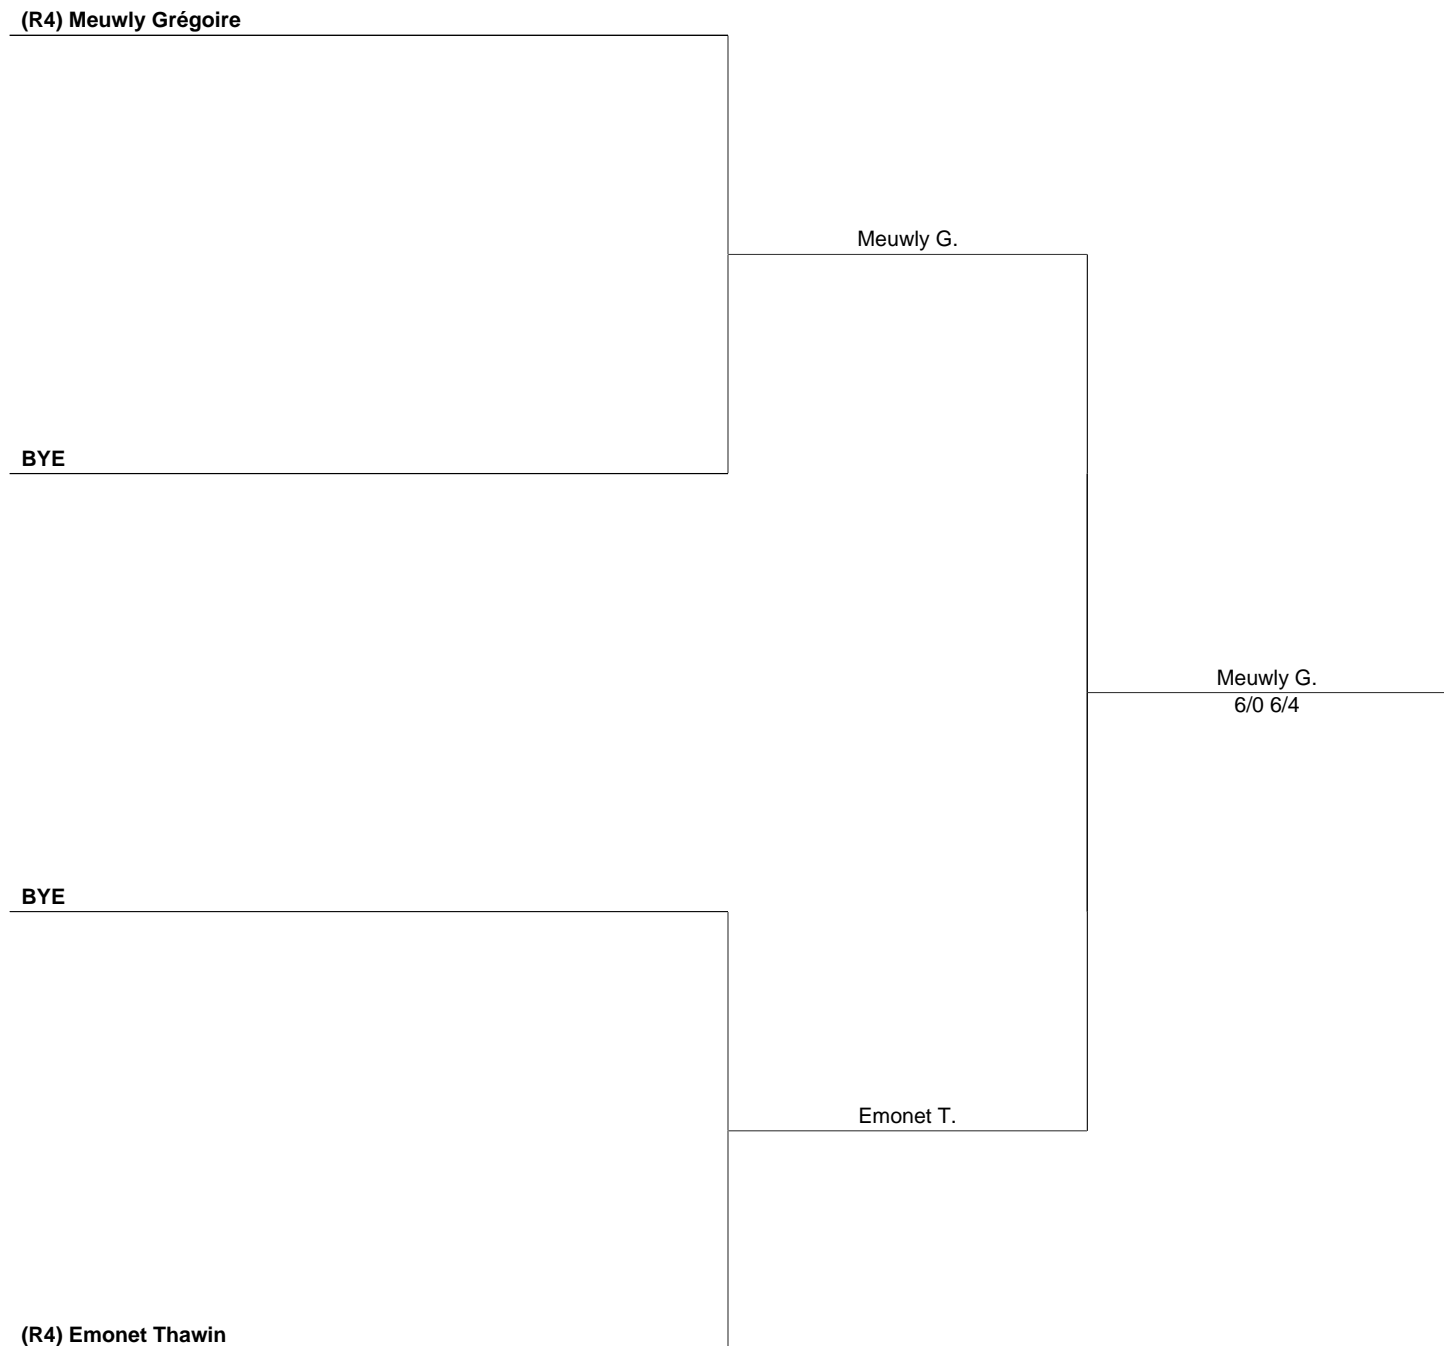 (R4) Meuwly Grégoire
Meuwly G.
BYE
Meuwly G.
6/0 6/4
BYE
Emonet T.
(R4) Emonet Thawin